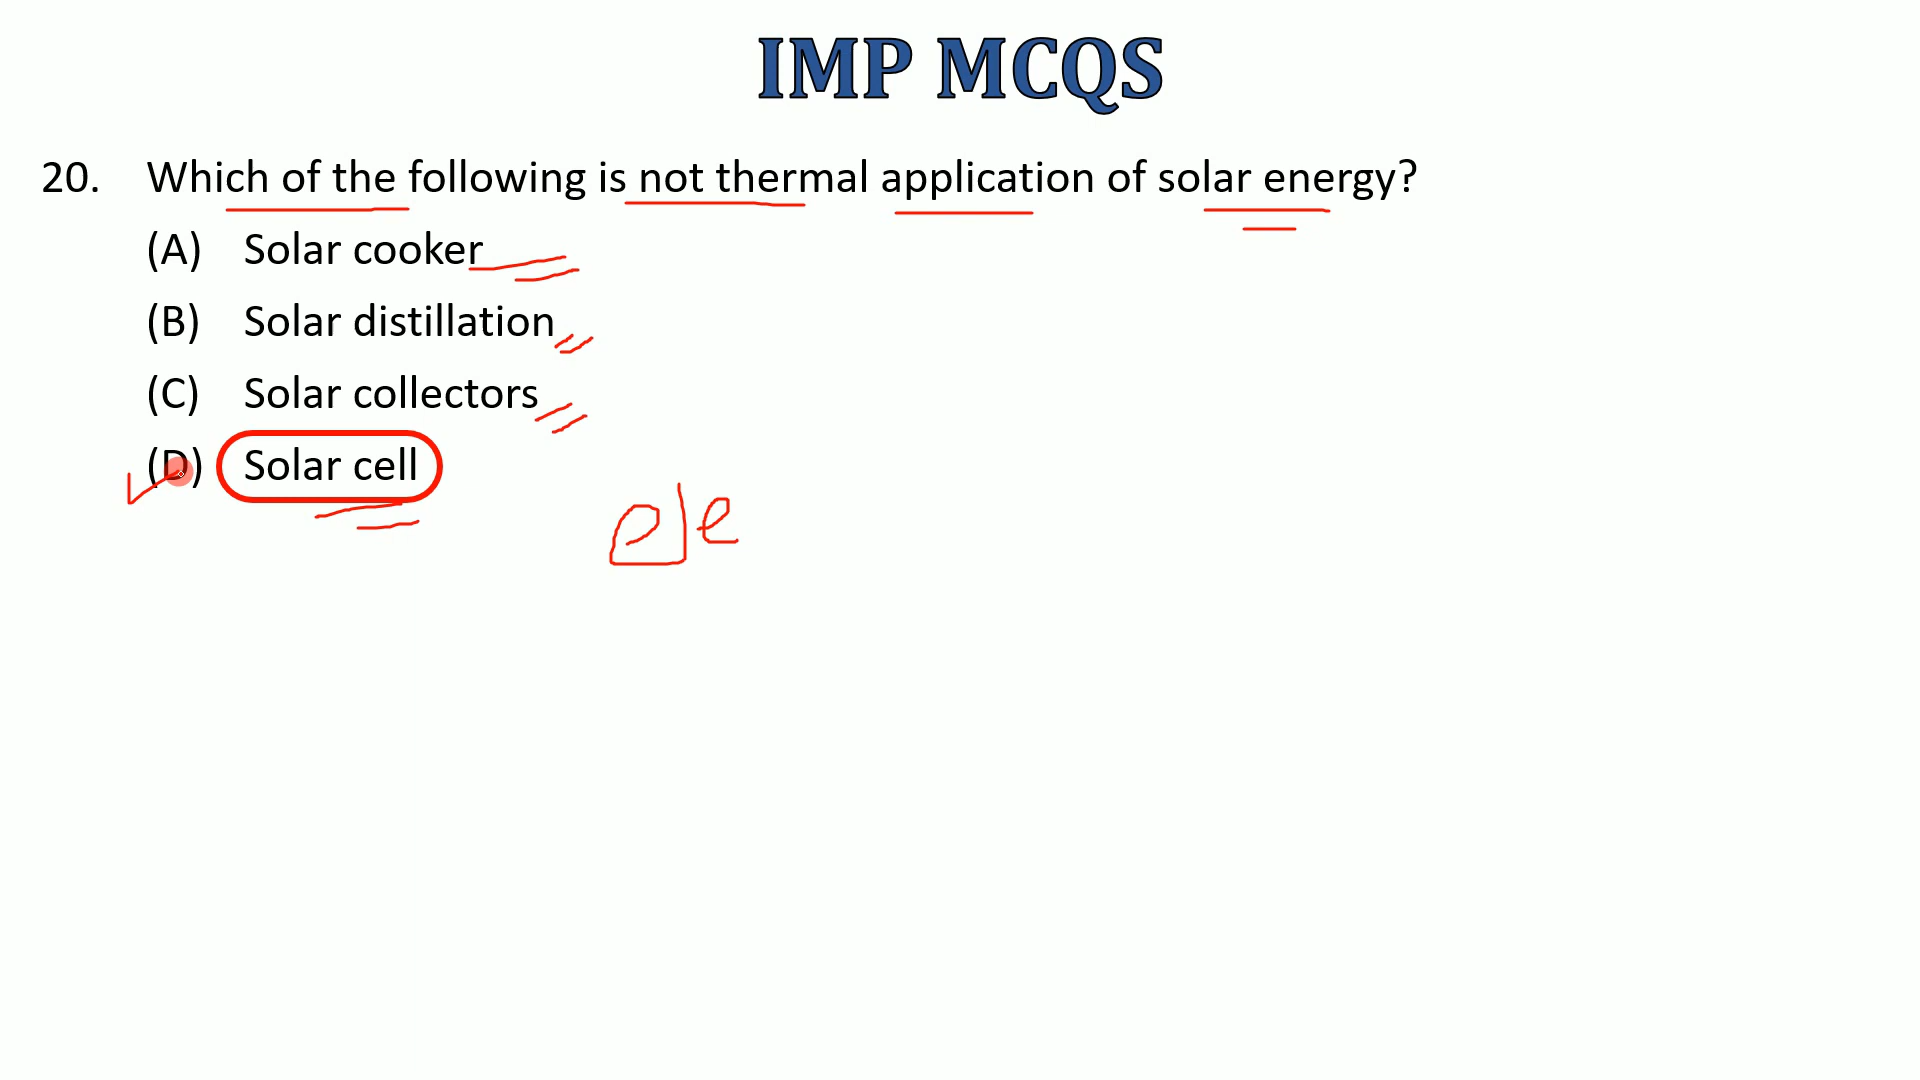 IMP MCQS
20. Which of the following is not thermal application of solar energy?
(A) Solar cooker
(B) Solar distillation
(C) Solar collectors
(D) Solar cell
ele